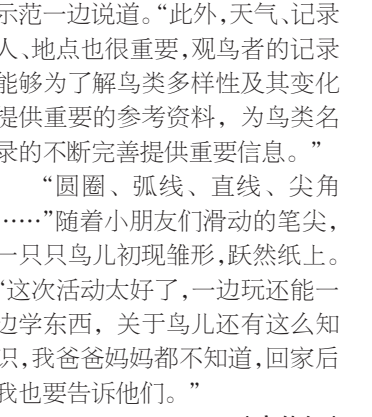 示范一边说道。“此外,天气、记录
人、地点也很重要,观鸟者的记录
能够为了解鸟类多样性及其变化
提供重要的参考资料，为鸟类名
录的不断完善提供重要信息。”
“圆圈、弧线、直线、尖角
……”随着小朋友们滑动的笔尖,
一只只鸟儿初现雏形,跃然纸上。
“这次活动太好了,一边玩还能一
边学东西，关于鸟儿还有这么知
识,我爸爸妈妈都不知道,回家后
我也要告诉他们。”